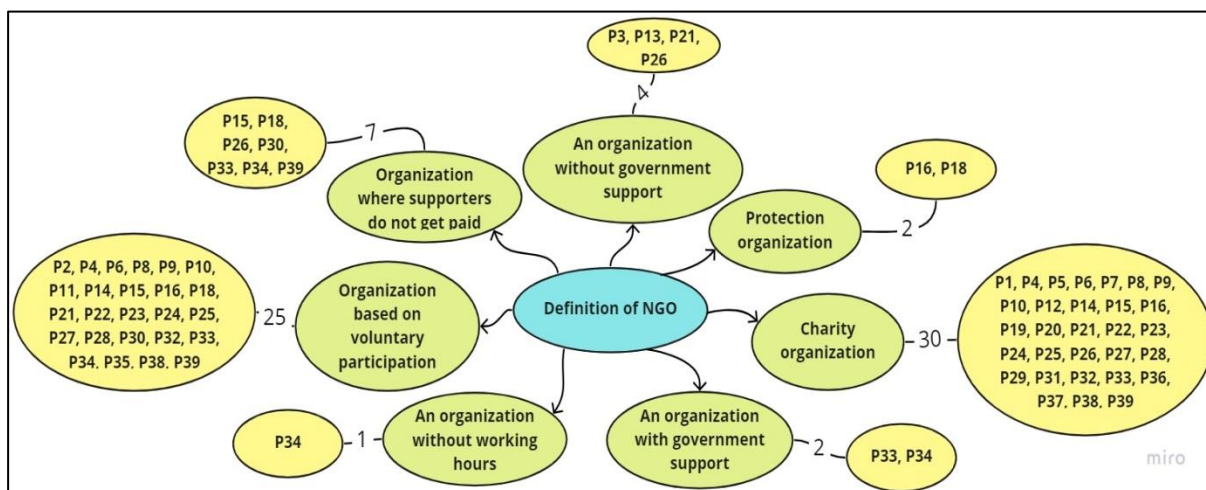 P3, P13, P21,
P26
4
An organization
without government
support
P15, P18,
P26, P30,
P33, P34, P39
7
Organization
where supporters
do not get paid
P16, P18
2
Protection
organization
P2, P4, P6, P8, P9, P10,
P11, P14, P15, P16, P18,
P21, P22, P23, P24, P25,
P27, P28, P30, P32, P33,
P34, P35, P38, P39
25
Organization
based on
voluntary
participation
Definition of NGO
Charity
organization
30
P1, P4, P5, P6, P7, P8, P9,
P10, P12, P14, P15, P16,
P19, P20, P21, P22, P23,
P24, P25, P26, P27, P28,
P29, P31, P32, P33, P36,
P37, P38, P39
P34
1
An organization
without working
hours
An organization
with government
support
2
P33, P34
miro